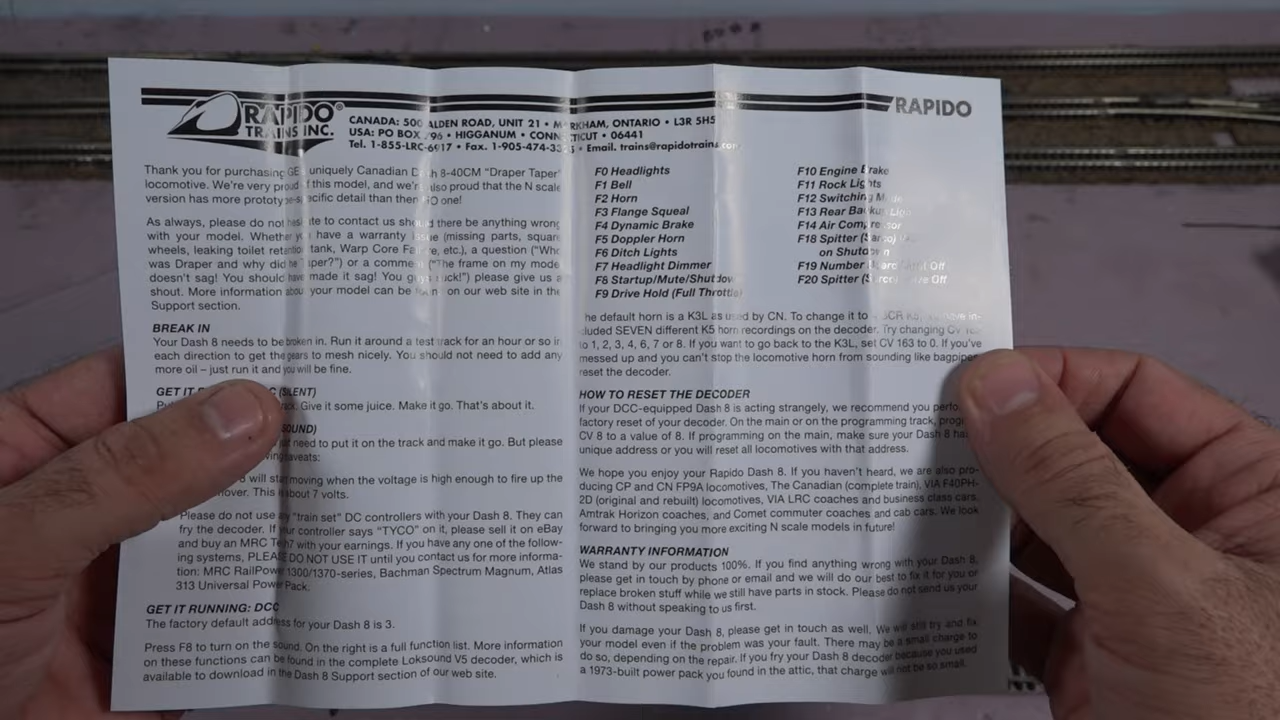 RAPIDO®
TRAINS INC.
CANADA: 500 ALDEN ROAD, UNIT 21 • MARKHAM, ONTARIO • L3R 5H5
USA: PO BOX 796 • HIGGANUM • CONNECTICUT • 06441
Tel. 1-855-LRC-6917 • Fax. 1-905-474-33 • Email. trains@rapidotrains.com
RAPIDO
Thank you for purchasing uniquely Canadian Dash 8-40CM "Draper Taper"
locomotive. We're very proud of this model, and we're also proud that the N scale
version has more prototype-specific detail than then HO one!
As always, please do not hesitate to contact us should there be anything wrong
with your model. Whether you have a warranty issue (missing parts, square
wheels, leaking toilet retention tank, Warp Core Failure, etc.), a question ("Who
was Draper and why did he taper?") or a comment ("The frame on my model
doesn't sag! You should have made it sag! You guys suck!") please give us a
shout. More information about your model can be found on our web site in the
Support section.
BREAK IN
Your Dash 8 needs to be broken in. Run it around a test track for an hour or so in
each direction to get the gears to mesh nicely. You should not need to add any
more oil – just run it and you will be fine.
GET IT (SILENT)
Give it some juice. Make it go. That's about it.
SOUND)
need to put it on the track and make it go. But please
caveats:
8 will start moving when the voltage is high enough to fire up the
This is about 7 volts.
Please do not use any "train set" DC controllers with your Dash 8. They can
fry the decoder. If your controller says "TYCO" on it, please sell it on eBay
and buy an MRC Tech7 with your earnings. If you have any of the follow-
ing systems, PLEASE DO NOT USE IT until you contact us for more informa-
tion: MRC RailPower 1300/1370-series, Bachman Spectrum Magnum, Atlas
313 Universal Power Pack.
GET IT RUNNING: DCC
The factory default address for your Dash 8 is 3.
Press F8 to turn on the sound. On the right is a full function list. More information
on these functions can be found in the complete Loksound V5 decoder, which is
available to download in the Dash 8 Support section of our web site.
F0 Headlights
F1 Bell
F2 Horn
F3 Flange Squeal
F4 Dynamic Brake
F5 Doppler Horn
F6 Ditch Lights
F7 Headlight Dimmer
F8 Startup/Mute/Shutdown
F9 Drive Hold (Full Throttle)
F10 Engine Brake
F11 Rock Lights
F12 Switching Mode
F13 Rear Backup Light
F14 Air Compressor
F18 Spitter (Sarco)
on Shutdown
F19 Number Board Light Off
F20 Spitter (Sarco) Off
The default horn is a K3L as used by CN. To change it to K5, we have in-
cluded SEVEN different K5 horn recordings on the decoder. Try changing CV 163
to 1, 2, 3, 4, 6, 7 or 8. If you want to go back to the K3L, set CV 163 to 0. If you've
messed up and you can't stop the locomotive horn from sounding like bagpipes,
reset the decoder.
HOW TO RESET THE DECODER
If your DCC-equipped Dash 8 is acting strangely, we recommend you perform
factory reset of your decoder. On the main or on the programming track,
CV 8 to a value of 8. If programming on the main, make sure your Dash 8 has
unique address or you will reset all locomotives with that address.
We hope you enjoy your Rapido Dash 8. If you haven't heard, we are also pro-
ducing CP and CN FP9A locomotives, The Canadian (complete train), VIA F40PH-
2D (original and rebuilt) locomotives, VIA LRC coaches and business class cars,
Amtrak Horizon coaches, and Comet commuter coaches and cab cars. We look
forward to bringing you more exciting N scale models in future!
WARRANTY INFORMATION
We stand by our products 100%. If you find anything wrong with your Dash 8,
please get in touch by phone or email and we will do our best to fix it for you or
replace broken stuff while we still have parts in stock. Please do not send us your
Dash 8 without speaking to us first.
If you damage your Dash 8, please get in touch as well. We will still try and fix
your model even if the problem was your fault. There may be a small charge to
do so, depending on the repair. If you fry your Dash 8 decoder because you used
a 1973-built power pack you found in the attic, that charge will not be so small.